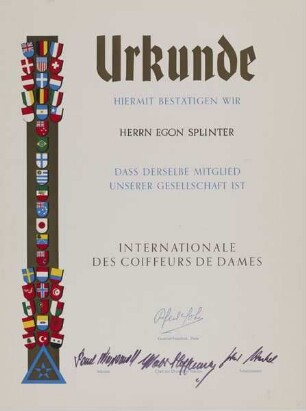 Urkunde
HIERMIT BESTÄTIGEN WIR
HERRN EGON SPLINTER
DASS DERSELBE MITGLIED
UNSERER GESELLSCHAFT IST
INTERNATIONALE
DES COIFFEURS DE DAMES